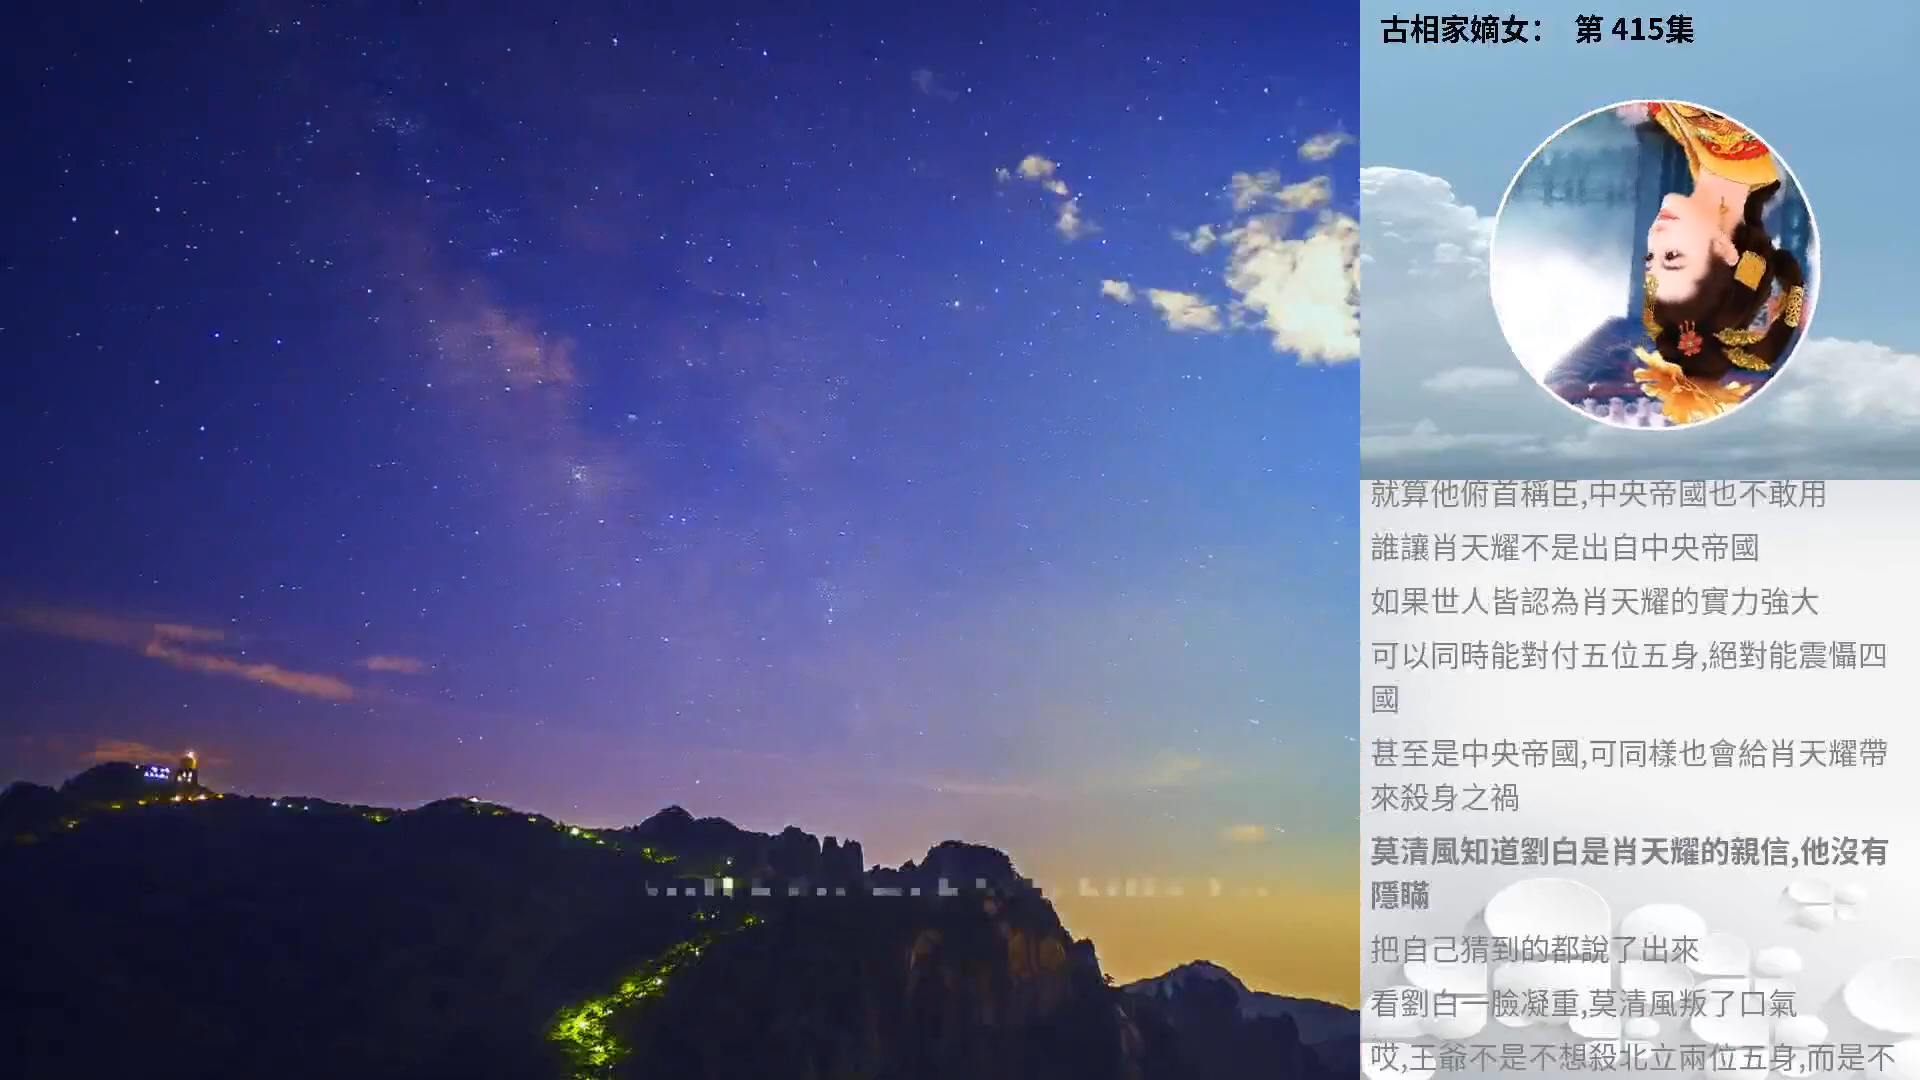 古相家嫡女： 第 415集
就算他俯首稱臣,中央帝國也不敢用
誰讓肖天耀不是出自中央帝國
如果世人皆認為肖天耀的實力強大
可以同時能對付五位五身,絕對能震懾四
國
甚至是中央帝國,可同樣也會給肖天耀帶
來殺身之禍
莫清風知道劉白是肖天耀的親信,他沒有
隱瞞
把自己猜到的都說了出來
看劉白一臉凝重,莫清風叛了口氣
哎,王爺不是不想殺北立兩位五身,而是不